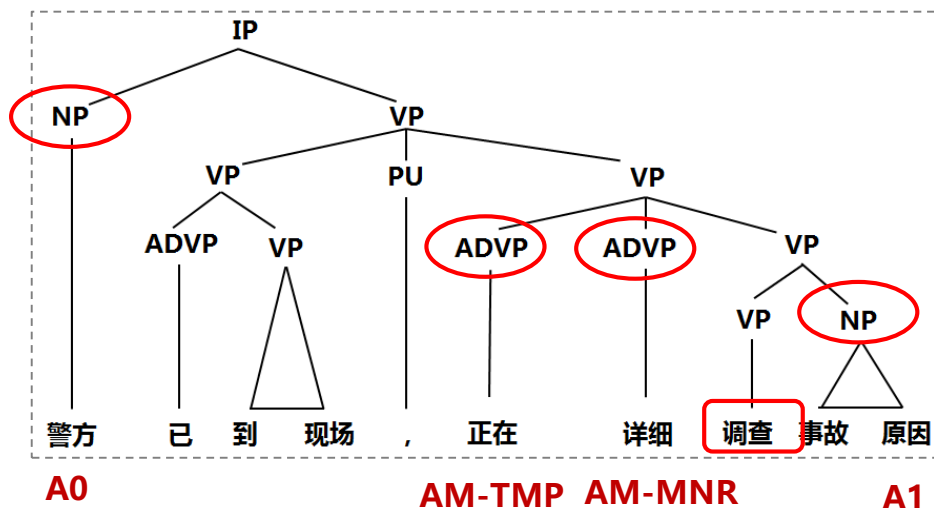 IP
NP VP
VP PU VP
ADVP VP ADVP ADVP VP
VP NP
警方 已 到 现场 , 正在 详细 调查 事故 原因
A0 AM-TMP AM-MNR A1